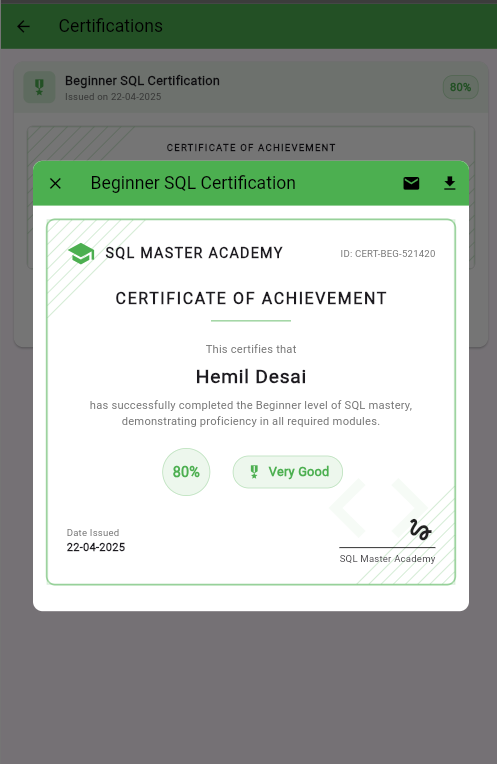 Certifications
Beginner SQL Certification
Issued on 22-04-2025
80%
CERTIFICATE OF ACHIEVEMENT
Beginner SQL Certification
SQL MASTER ACADEMY
ID: CERT-BEG-521420
CERTIFICATE OF ACHIEVEMENT
This certifies that
Hemil Desai
has successfully completed the Beginner level of SQL mastery,
demonstrating proficiency in all required modules.
80%
Very Good
Date Issued
22-04-2025
SQL Master Academy